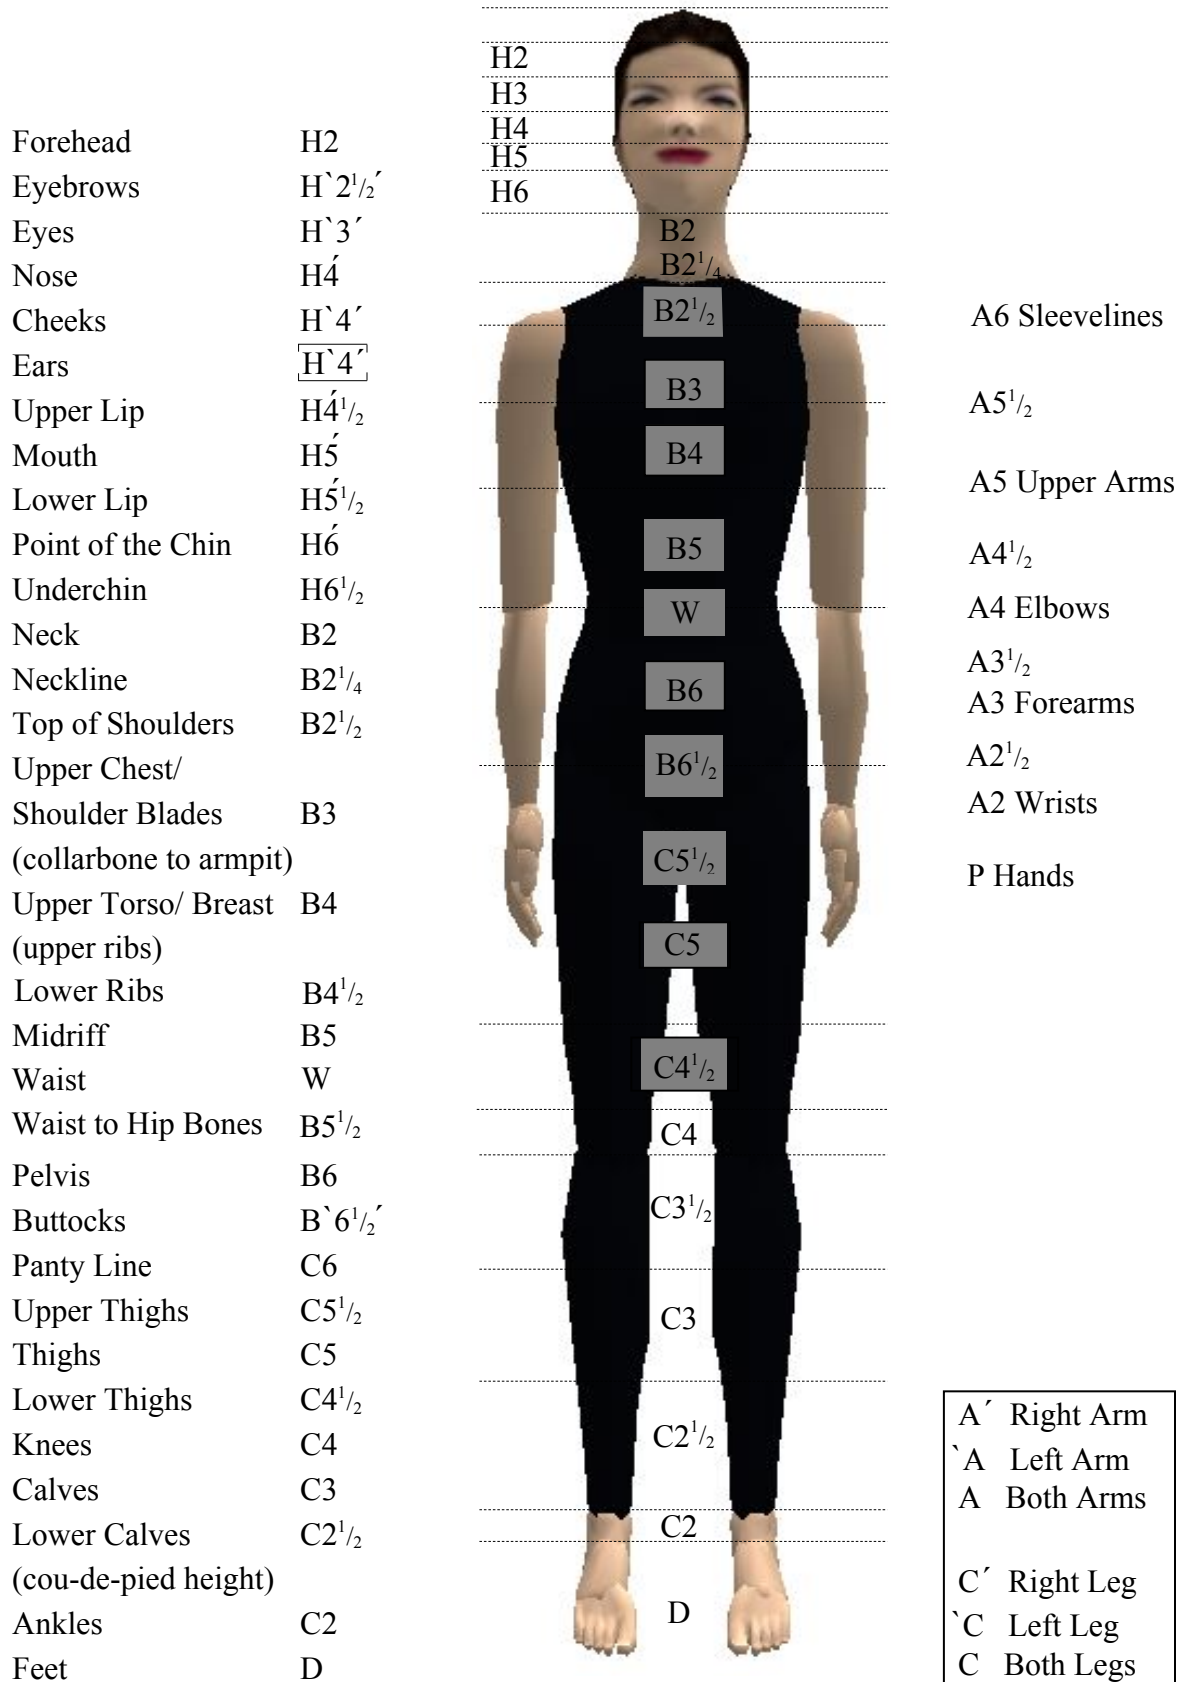 Forehead H2
Eyebrows H`2¹/₂´
Eyes H`3´
Nose H4́
Cheeks H`4´
Ears H`4´
Upper Lip H4́¹/₂
Mouth H5́
Lower Lip H5́¹/₂
Point of the Chin H6́
Underchin H6¹/₂
Neck B2
Neckline B2¹/₄
Top of Shoulders B2¹/₂
Upper Chest/
Shoulder Blades B3
(collarbone to armpit)
Upper Torso/ Breast B4
(upper ribs)
Lower Ribs B4¹/₂
Midriff B5
Waist W
Waist to Hip Bones B5¹/₂
Pelvis B6
Buttocks B`6¹/₂´
Panty Line C6
Upper Thighs C5¹/₂
Thighs C5
Lower Thighs C4¹/₂
Knees C4
Calves C3
Lower Calves C2¹/₂
(cou-de-pied height)
Ankles C2
Feet D
H2
H3
H4
H5
H6
B2
B2¹/₄
B2¹/₂
B3
B4
B5
W
B6
B6¹/₂
C5¹/₂
C5
C4¹/₂
C4
C3¹/₂
C3
C2¹/₂
C2
D
A6 Sleevelines
A5¹/₂
A5 Upper Arms
A4¹/₂
A4 Elbows
A3¹/₂
A3 Forearms
A2¹/₂
A2 Wrists
P Hands
A´ Right Arm
`A Left Arm
A Both Arms
C´ Right Leg
`C Left Leg
C Both Legs